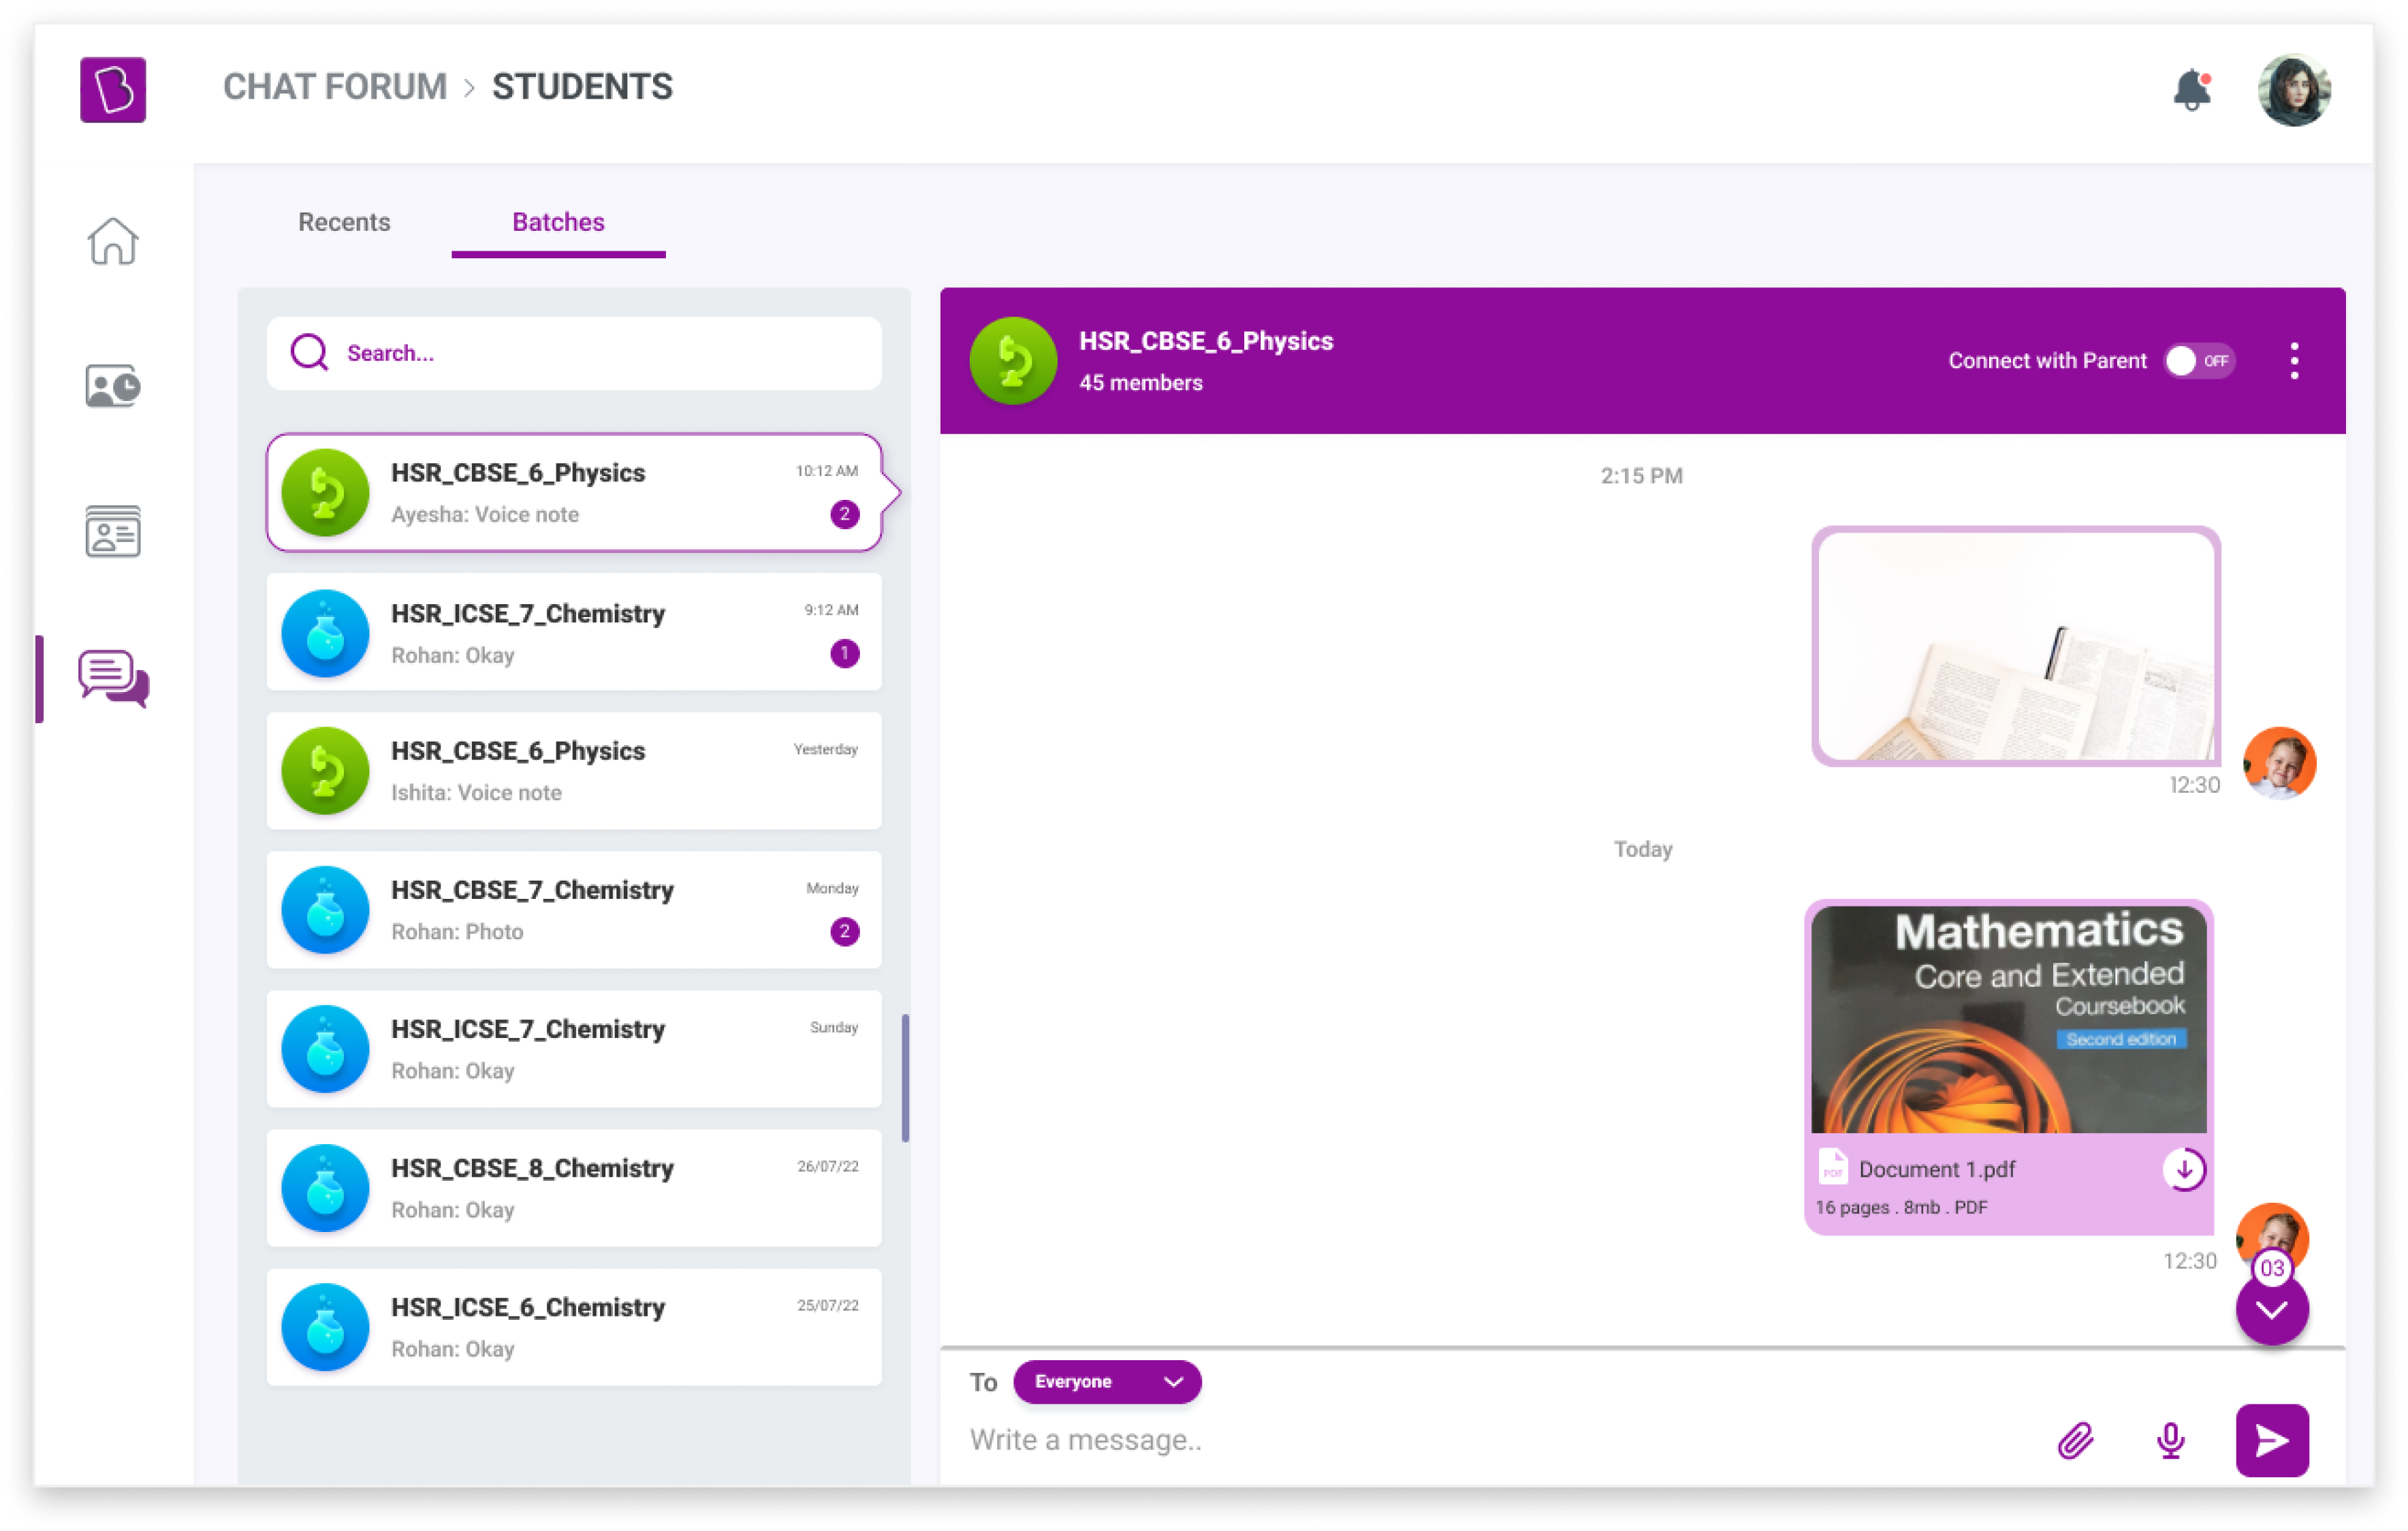 B
CHAT FORUM > STUDENTS
Recents
Batches
Search...
HSR_CBSE_6_Physics
10:12 AM
Ayesha: Voice note
2
HSR_ICSE_7_Chemistry
9:12 AM
Rohan: Okay
1
HSR_CBSE_6_Physics
Yesterday
Ishita: Voice note
HSR_CBSE_7_Chemistry
Monday
Rohan: Photo
2
HSR_ICSE_7_Chemistry
Sunday
Rohan: Okay
HSR_CBSE_8_Chemistry
26/07/22
Rohan: Okay
HSR_ICSE_6_Chemistry
25/07/22
Rohan: Okay
HSR_CBSE_6_Physics
45 members
Connect with Parent
OFF
2:15 PM
12:30
Today
Mathematics
Core and Extended
Coursebook
Second edition
PDF
Document 1.pdf
16 pages . 8mb . PDF
12:30
03
To
Everyone
Write a message..